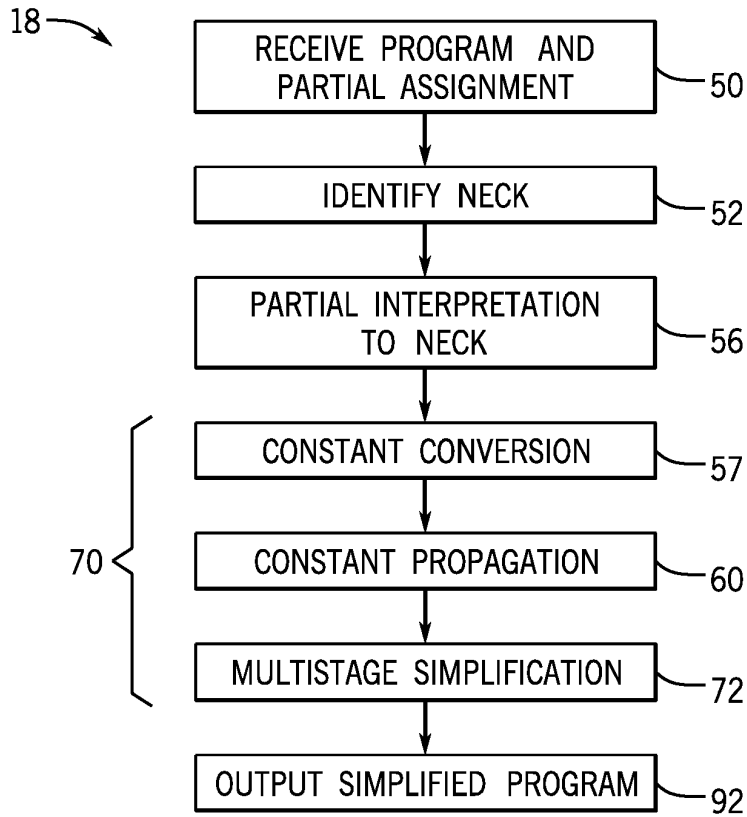 18
RECEIVE PROGRAM AND
PARTIAL ASSIGNMENT
50
IDENTIFY NECK
52
PARTIAL INTERPRETATION
TO NECK
56
CONSTANT CONVERSION
57
70
CONSTANT PROPAGATION
60
MULTISTAGE SIMPLIFICATION
72
OUTPUT SIMPLIFIED PROGRAM
92